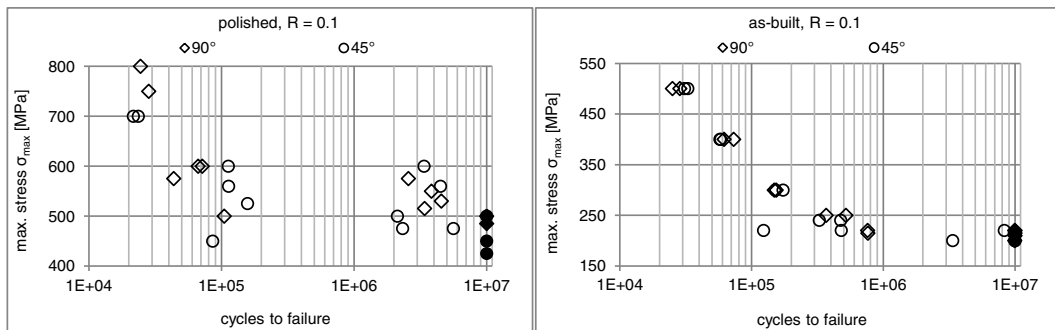 polished, R = 0.1
◇90° ○45°
max. stress σmax [MPa]
800
700
600
500
400
1E+04 1E+05 1E+06 1E+07
cycles to failure
as-built, R = 0.1
◇90° ○45°
max. stress σmax [MPa]
550
450
350
250
150
1E+04 1E+05 1E+06 1E+07
cycles to failure